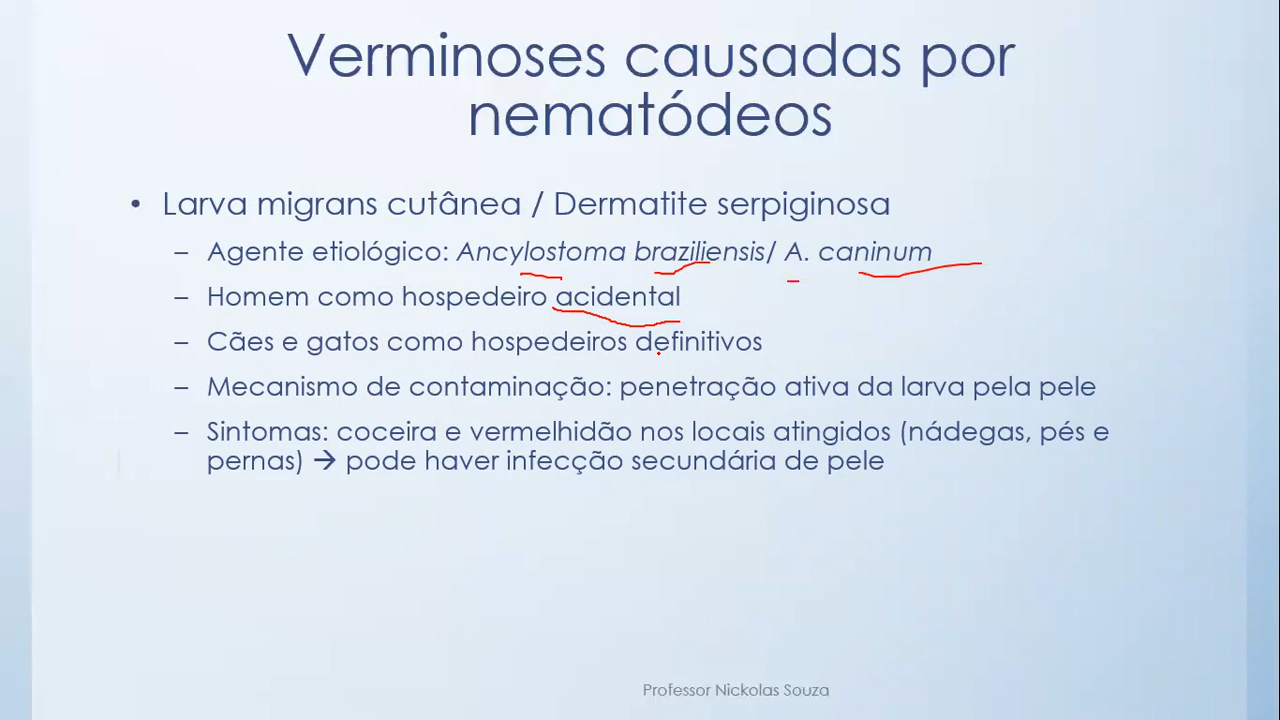 Verminoses causadas por
nematódeos
• Larva migrans cutânea / Dermatite serpiginosa
– Agente etiológico: Ancylostoma braziliensis/ A. caninum
– Homem como hospedeiro acidental
– Cães e gatos como hospedeiros definitivos
– Mecanismo de contaminação: penetração ativa da larva pela pele
– Sintomas: coceira e vermelhidão nos locais atingidos (nádegas, pés e
pernas) → pode haver infecção secundária de pele
Professor Nickolas Souza